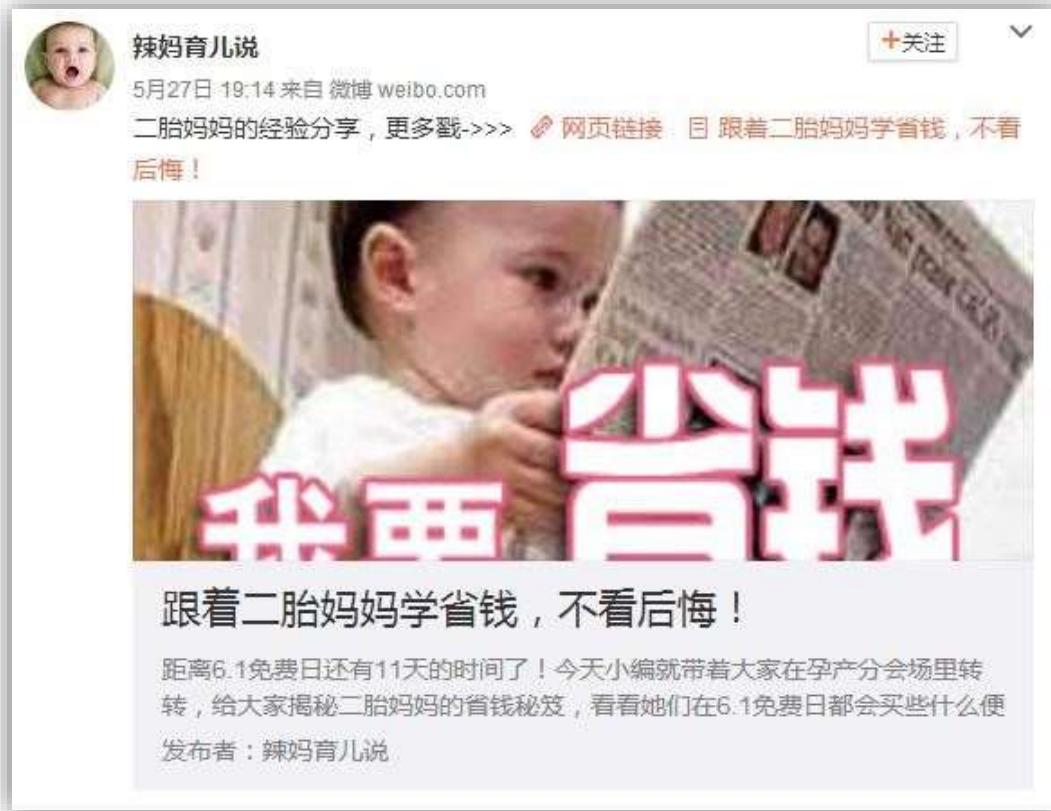 辣妈育儿说
+关注
5月27日 19:14 来自 微博 weibo.com
二胎妈妈的经验分享，更多戳->>> 网页链接 跟着二胎妈妈学省钱，不看
后悔！
我要省钱
跟着二胎妈妈学省钱，不看后悔！
距离6.1免费日还有11天的时间了！今天小编就带着大家在孕产分会场里转
转，给大家揭秘二胎妈妈的省钱秘笈，看看她们在6.1免费日都会买些什么便
发布者：辣妈育儿说